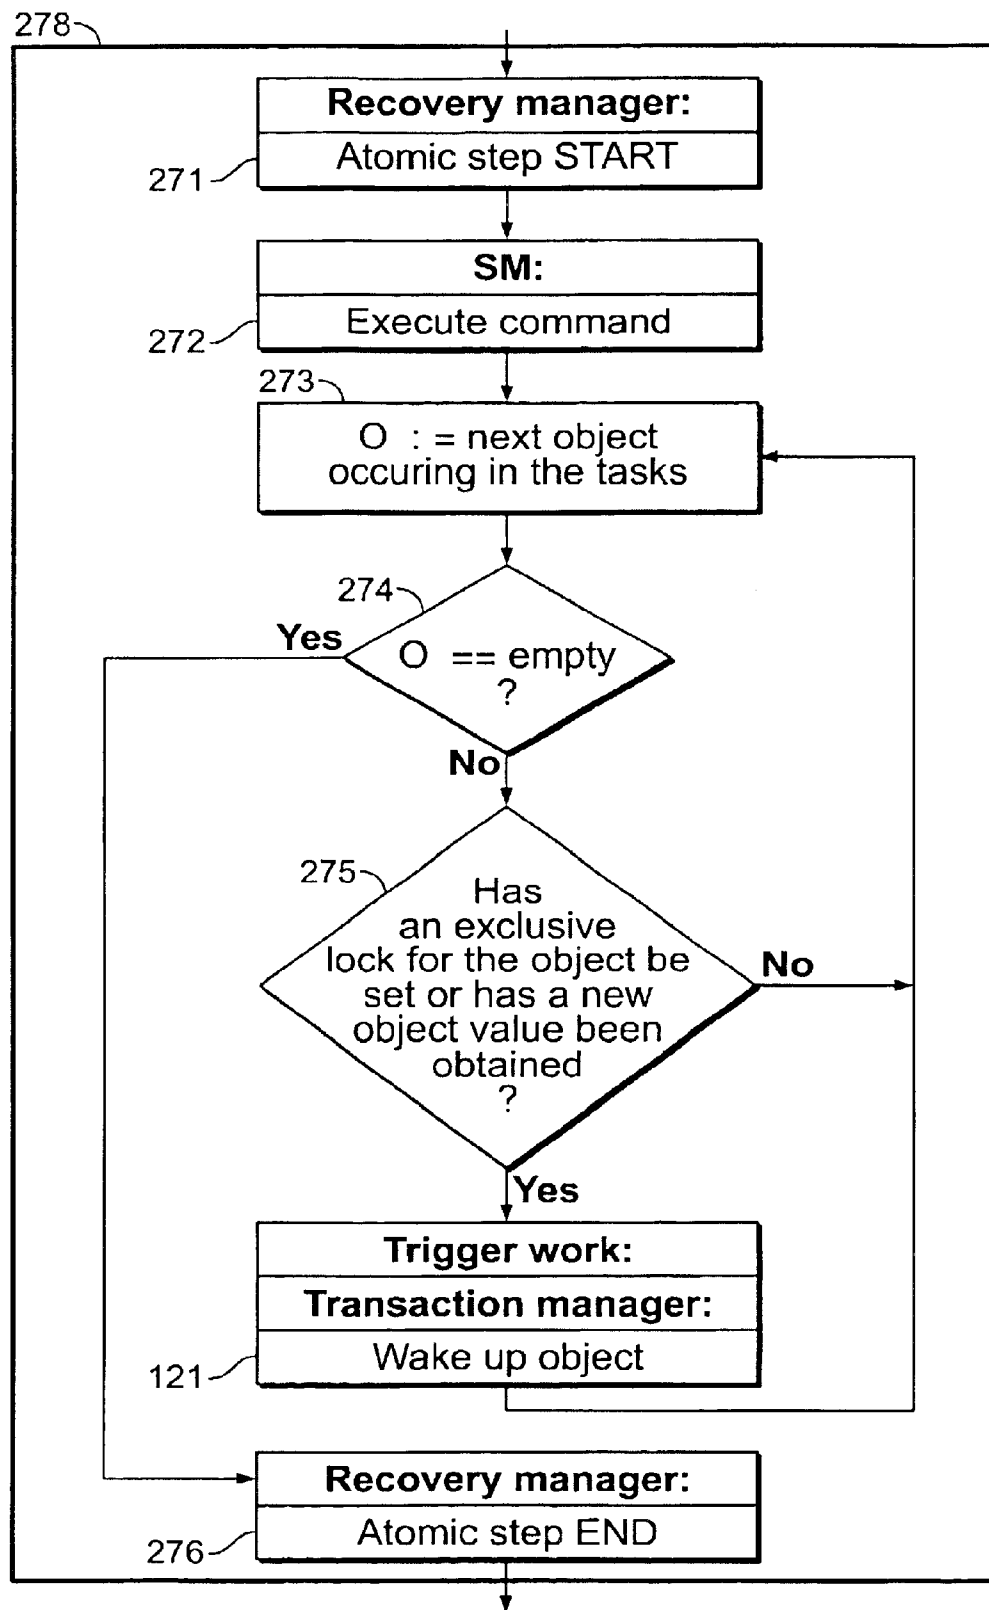 278
Recovery manager:
Atomic step START
271
SM:
Execute command
272
273
O : = next object
occuring in the tasks
274
Yes
O == empty
?
No
275
Has
an exclusive
lock for the object be
set or has a new
object value been
obtained
?
No
Yes
Trigger work:
Transaction manager:
Wake up object
121
Recovery manager:
Atomic step END
276